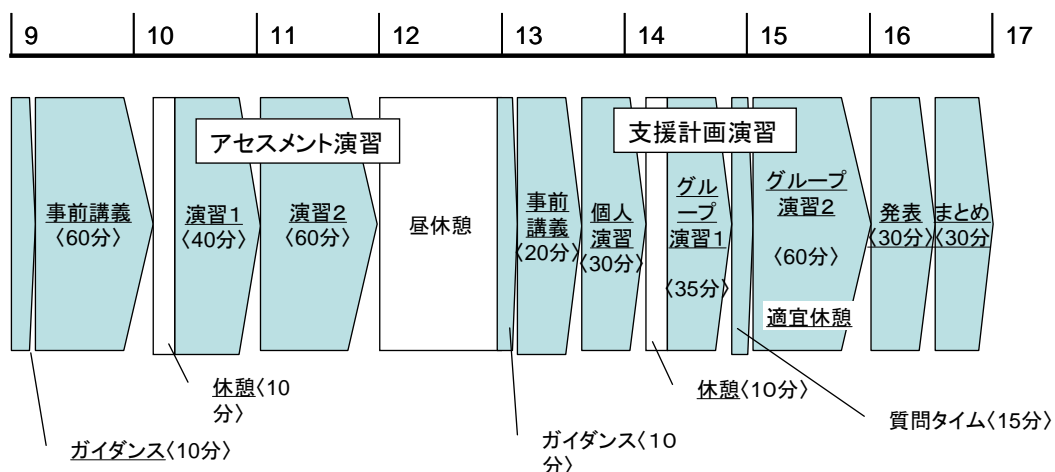 9 10 11 12 13 14 15 16 17
アセスメント演習
支援計画演習
事前講義
〈60分〉
演習1
〈40分〉
演習2
〈60分〉
昼休憩
事前
講義
〈20分〉
個人
演習
〈30分〉
グル
ープ
演習1
〈35分〉
グループ
演習2
〈60分〉
適宜休憩
発表
〈30分〉
まとめ
〈30分
ガイダンス〈10分〉
休憩〈10
分〉
ガイダンス〈10
分〉
休憩〈10分〉
質問タイム〈15分〉